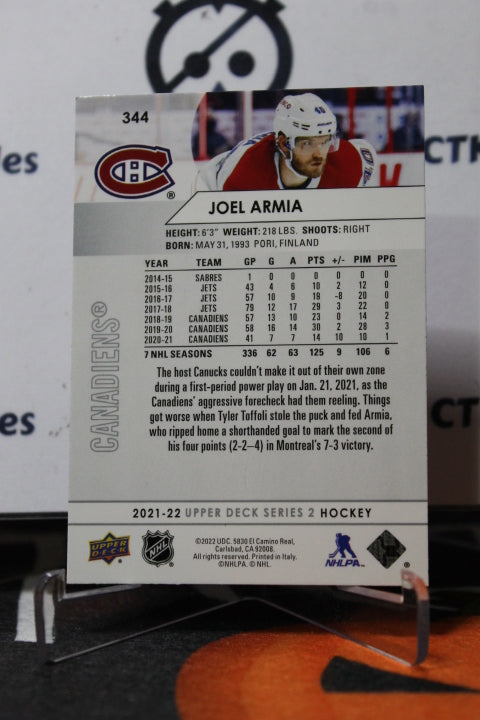 344
JOEL ARMIA
HEIGHT: 6'3" WEIGHT: 218 LBS. SHOOTS: RIGHT
BORN: MAY 31, 1993 PORI, FINLAND
YEAR TEAM GP G A PTS +/- PIM PPG
2014-15 SABRES 1 0 0 0 0 0 0
2015-16 JETS 43 4 6 10 2 12 0
2016-17 JETS 57 10 9 19 -8 20 0
2017-18 JETS 79 12 17 29 3 22 0
2018-19 CANADIENS 57 13 10 23 0 14 2
2019-20 CANADIENS 58 16 14 30 2 28 3
2020-21 CANADIENS 41 7 7 14 10 10 1
7 NHL SEASONS 336 62 63 125 9 106 6
CANADIENS®
The host Canucks couldn't make it out of their own zone
during a first-period power play on Jan. 21, 2021, as the
Canadiens' aggressive forecheck had them reeling. Things
got worse when Tyler Toffoli stole the puck and fed Armia,
who ripped home a shorthanded goal to mark the second of
his four points (2-2—4) in Montreal's 7-3 victory.
2021-22 UPPER DECK SERIES 2 HOCKEY
UPPER DECK
NHL
©2022 UDC. 5830 El Camino Real,
Carlsbad, CA 92008.
All rights reserved. Printed in Italy.
©NHLPA. © NHL.
NHLPA